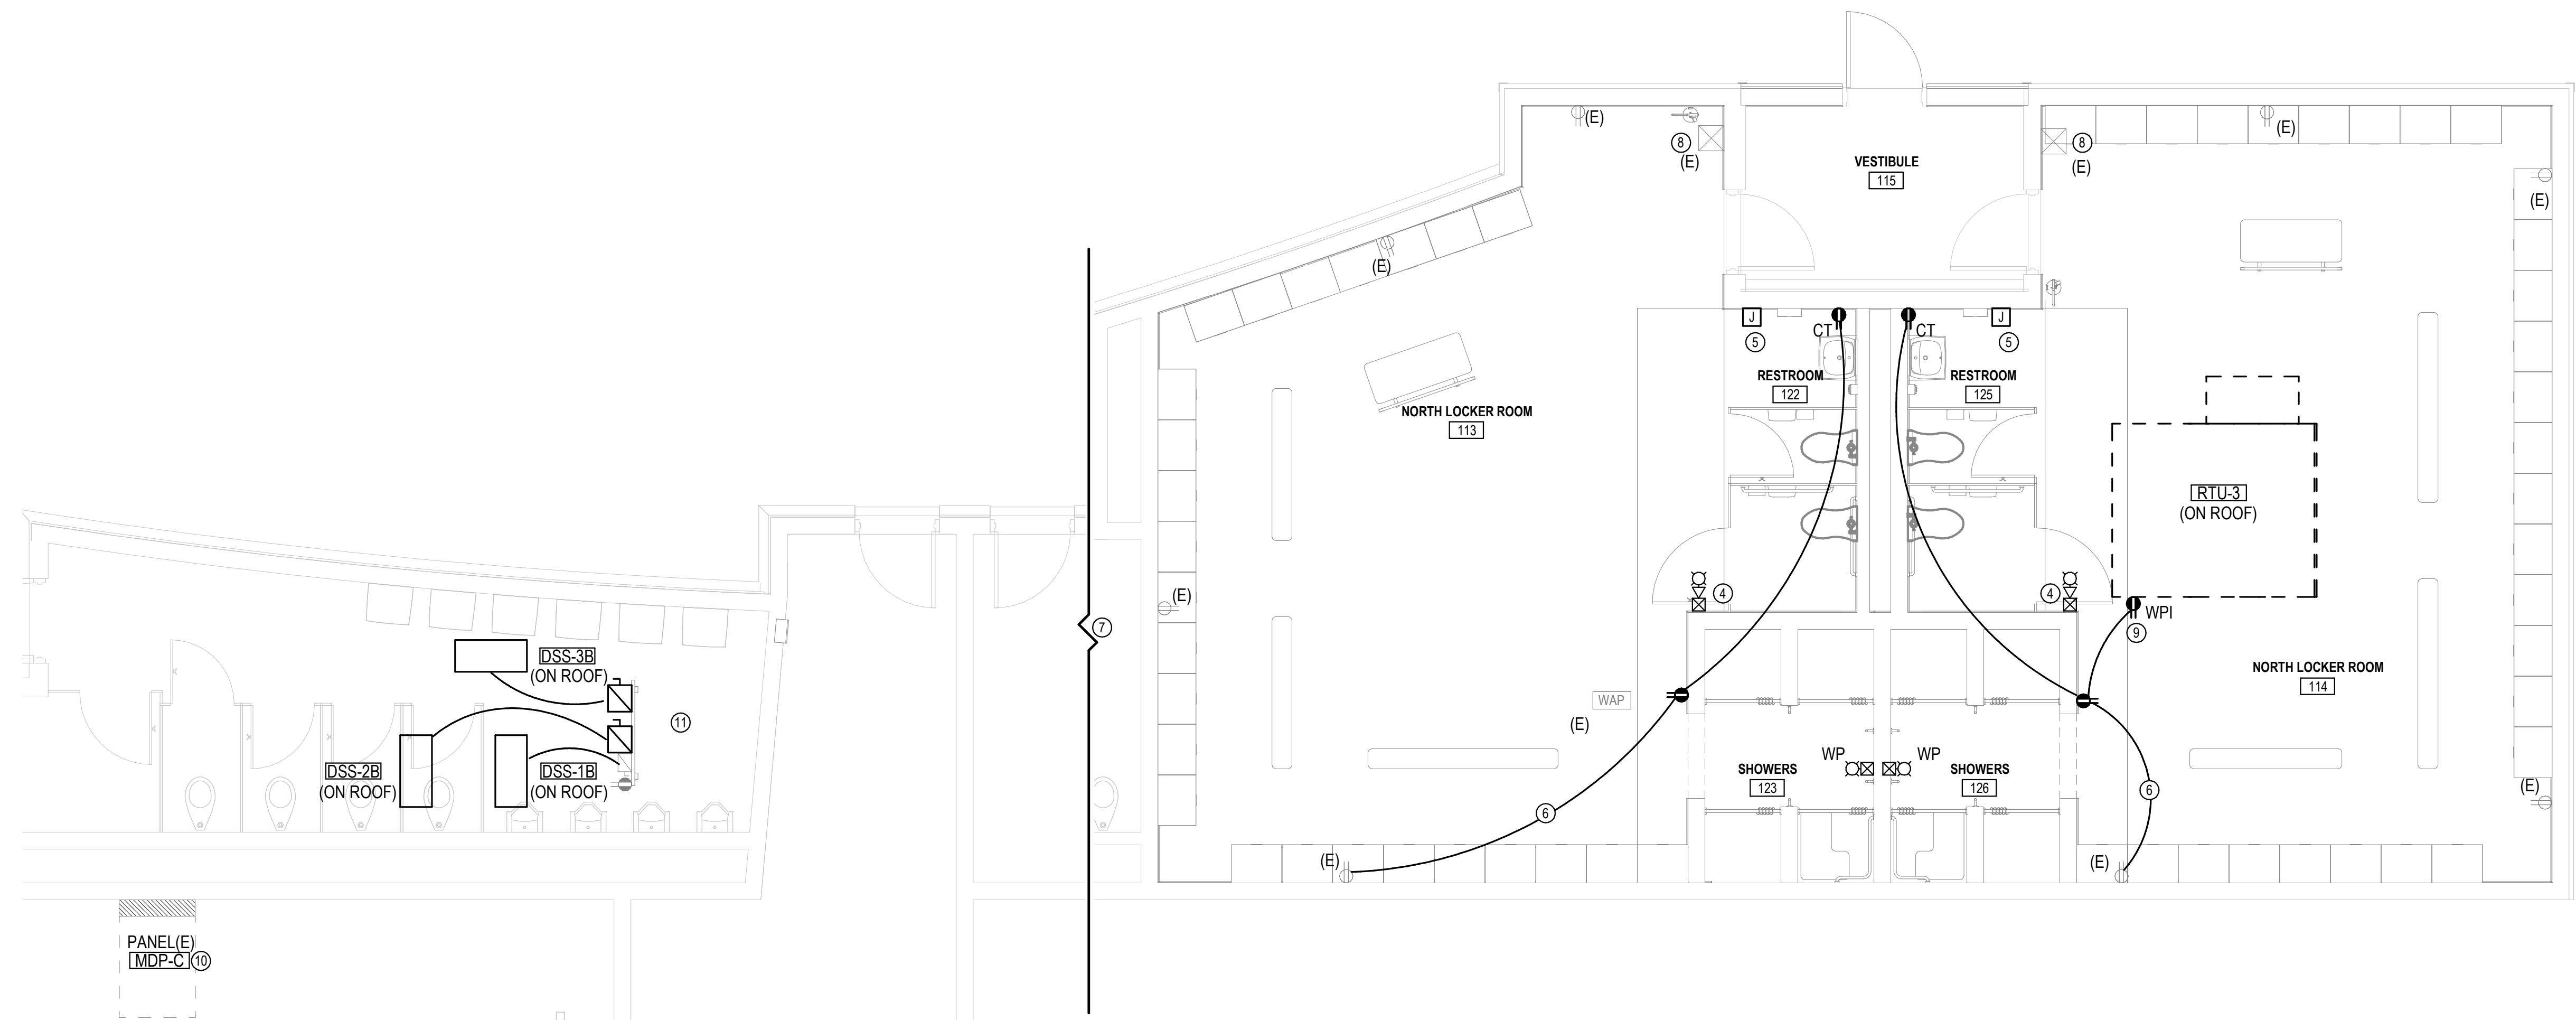 (E)
8
(E)
VESTIBULE
115
8
(E)
(E)
(E)
(E)
J
CT
CT
J
5
5
RESTROOM
122
RESTROOM
125
NORTH LOCKER ROOM
113
RTU-3
(ON ROOF)
(E)
4
4
WPI
9
7
DSS-3B
(ON ROOF)
NORTH LOCKER ROOM
114
WAP
(E)
11
WP
WP
DSS-2B
(ON ROOF)
DSS-1B
(ON ROOF)
SHOWERS
123
SHOWERS
126
(E)
6
6
(E)
(E)
PANEL(E)
MDP-C
10